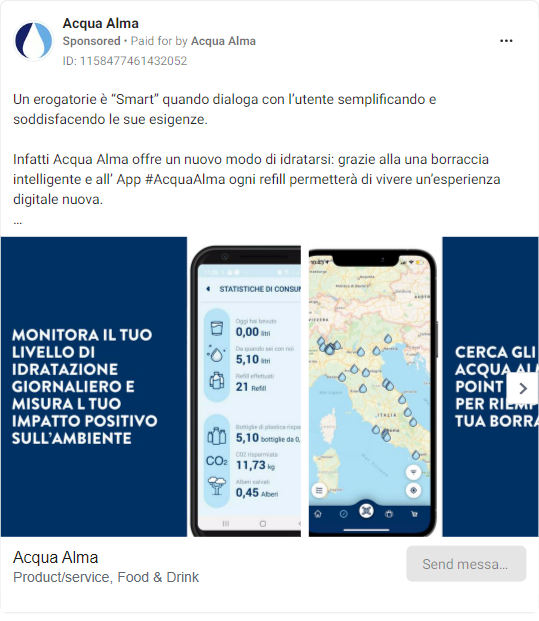 Acqua Alma
Sponsored • Paid for by Acqua Alma
ID: 1158477461432052
Un erogatorie è “Smart” quando dialoga con l’utente semplificando e
soddisfacendo le sue esigenze.
Infatti Acqua Alma offre un nuovo modo di idratarsi: grazie alla una borraccia
intelligente e all’ App #AcquaAlma ogni refill permetterà di vivere un’esperienza
digitale nuova.
...
MONITORA IL TUO
LIVELLO DI
IDRATAZIONE
GIORNALIERO E
MISURA L TUO
IMPATTO POSITIVO
SULL’AMBIENTE
STATISTICHE DI CONSUM
Oggi hai bevuto
0,00 litri
Da quando sei con noi
5,10 litri
Refill effettuati
21 Refill
Bottiglie di plastica rispa
5,10 bottiglie da 0,
CO2
CO2 risparmiata
11,73 kg
Alberi salvati
0,45 Alberi
ITALIA
CERCA GLI
ACQUA ALM
POINT
PER RIEMP
TUA BORRA
Acqua Alma
Product/service, Food & Drink
Send messa...